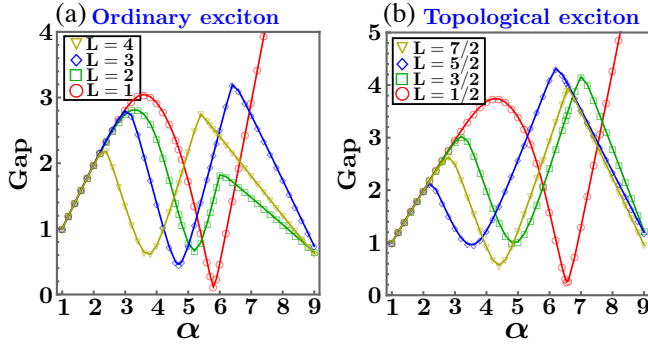 (a) Ordinary exciton
L = 4
L = 3
L = 2
L = 1
Gap
4
3
2
1
0
1 2 3 4 5 6 7 8 9
α
(b) Topological exciton
L = 7/2
L = 5/2
L = 3/2
L = 1/2
Gap
5
4
3
2
1
0
1 2 3 4 5 6 7 8 9
α